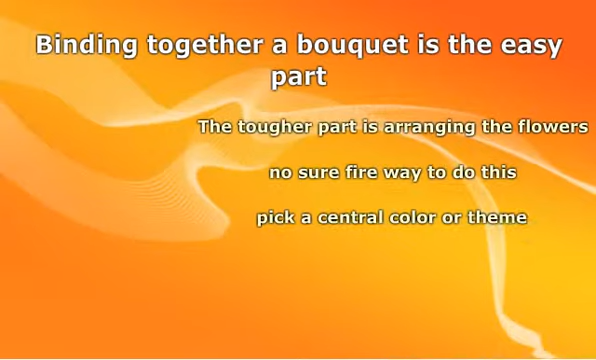 Binding together a bouquet is the easy
part
The tougher part is arranging the flowers
no sure fire way to do this
pick a central color or theme